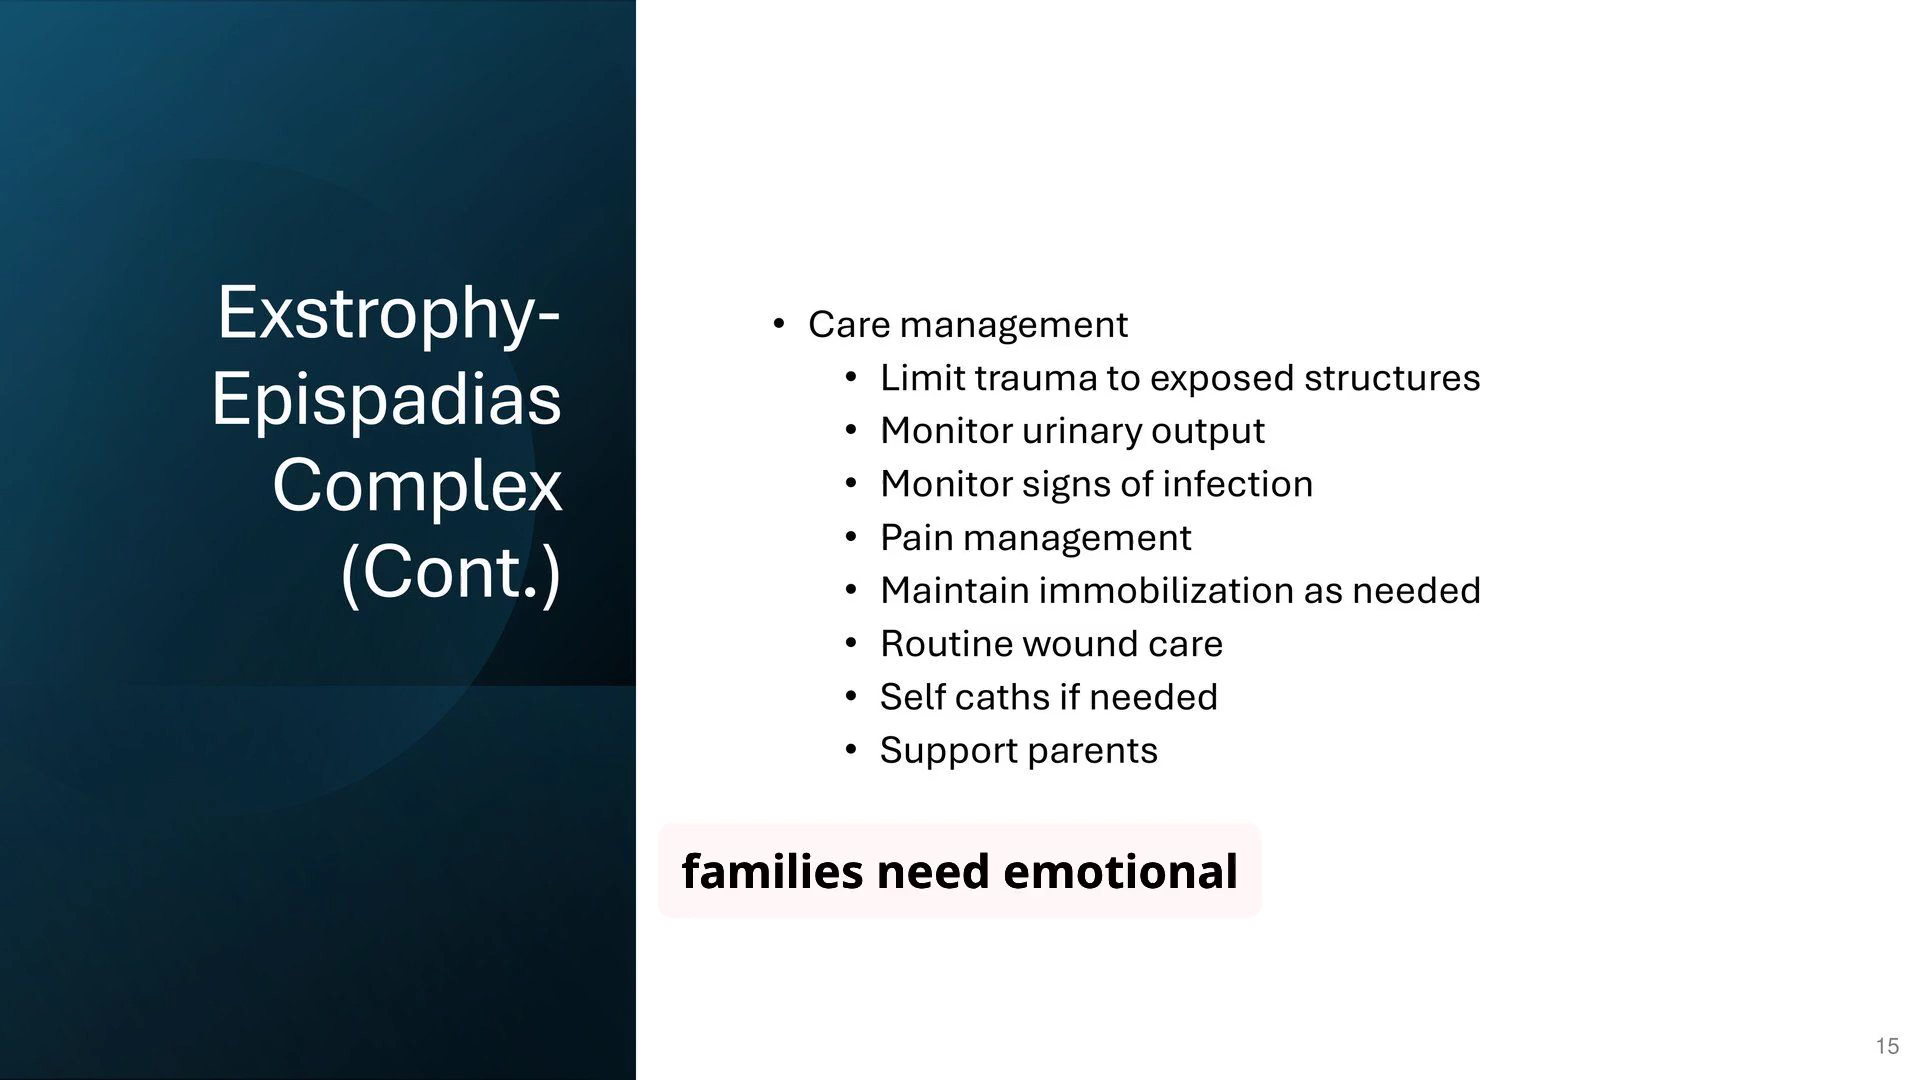 Exstrophy-
Epispadias
Complex
(Cont.)
• Care management
• Limit trauma to exposed structures
• Monitor urinary output
• Monitor signs of infection
• Pain management
• Maintain immobilization as needed
• Routine wound care
• Self caths if needed
• Support parents
families need emotional
15